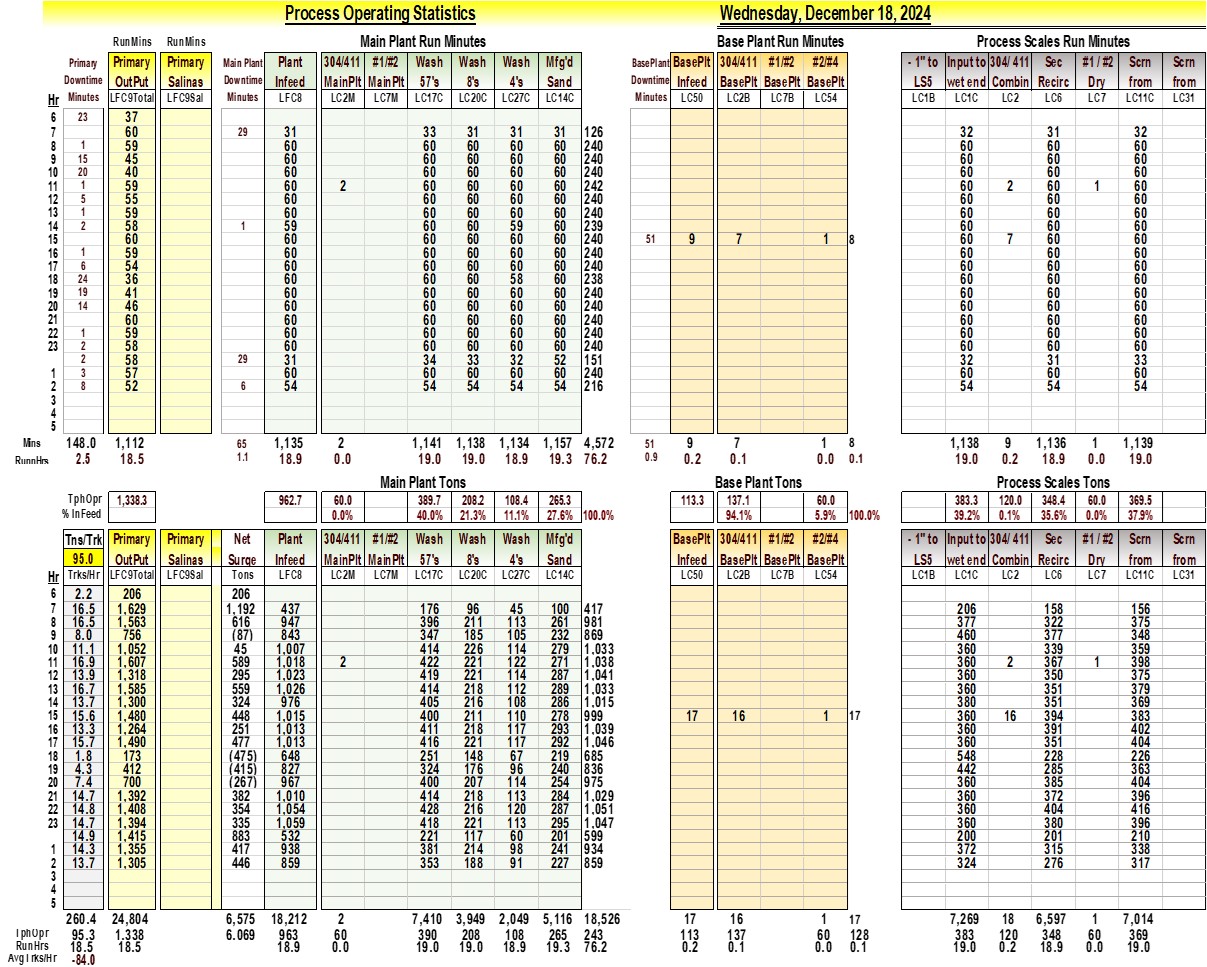 Process Operating Statistics Wednesday, December 18, 2024
RunMins RunMins Main Plant Run Minutes Base Plant Run Minutes Process Scales Run Minutes
Primary Primary Primary Main Plant Plant 304/411 #1/#2 Wash Wash Wash Mfg'd BasePlant BasePlt 304/411 #1/#2 #2/#4 - 1" to Input to 304/ 411 Sec #1 / #2 Scrn Scrn
Downtime OutPut Salinas Downtime Infeed MainPlt MainPlt 57's 8's 4's Sand Downtime Infeed BasePlt BasePlt BasePlt LS5 wet end Combin Recirc Dry from from
Hr Minutes LFC9Total LFC9Sal Minutes LFC8 LC2M LC7M LC17C LC20C LC27C LC14C Minutes LC50 LC2B LC7B LC54 LC1B LC1C LC2 LC6 LC7 LC11C LC31
6 23 37
7 60 29 31 33 31 31 31 126 32 31 32
8 1 59 60 60 60 60 60 240 60 60 60
9 15 45 60 60 60 60 60 240 60 60 60
10 20 40 60 60 60 60 60 240 60 60 60
11 1 59 60 2 60 60 60 60 242 60 2 60 1 60
12 5 55 60 60 60 60 60 240 60 60 60
13 1 59 60 60 60 60 60 240 60 60 60
14 2 58 1 59 60 60 59 60 239 60 60 60
15 60 60 60 60 60 60 240 51 9 7 1 8 60 7 60 60
16 1 59 60 60 60 60 60 240 60 60 60
17 6 54 60 60 60 60 60 240 60 60 60
18 24 36 60 60 60 58 60 238 60 60 60
19 19 41 60 60 60 60 60 240 60 60 60
20 14 46 60 60 60 60 60 240 60 60 60
21 60 60 60 60 60 60 240 60 60 60
22 1 59 60 60 60 60 60 240 60 60 60
23 2 58 60 60 60 60 60 240 60 60 60
2 58 29 31 34 33 32 52 151 32 31 33
1 3 57 60 60 60 60 60 240 60 60 60
2 8 52 6 54 54 54 54 54 216 54 54 54
3
4
5
Mins 148.0 1,112 65 1,135 2 1,141 1,138 1,134 1,157 4,572 51 9 7 1 8 1,138 9 1,136 1 1,139
RunnHrs 2.5 18.5 1.1 18.9 0.0 19.0 19.0 18.9 19.3 76.2 0.9 0.2 0.1 0.0 0.1 19.0 0.2 18.9 0.0 19.0
Main Plant Tons Base Plant Tons Process Scales Tons
TphOpr 1,338.3 962.7 60.0 389.7 208.2 108.4 265.3 113.3 137.1 60.0 383.3 120.0 348.4 60.0 369.5
% InFeed 0.0% 40.0% 21.3% 11.1% 27.6% 100.0% 94.1% 5.9% 100.0% 39.2% 0.1% 35.6% 0.0% 37.9%
Tns/Trk Primary Primary Net Plant 304/411 #1/#2 Wash Wash Wash Mfg'd BasePlt 304/411 #1/#2 #2/#4 - 1" to Input to 304/ 411 Sec #1 / #2 Scrn Scrn
95.0 OutPut Salinas Surge Infeed MainPlt MainPlt 57's 8's 4's Sand Infeed BasePlt BasePlt BasePlt LS5 wet end Combin Recirc Dry from from
Hr Trks/Hr LFC9Total LFC9Sal Tons LFC8 LC2M LC7M LC17C LC20C LC27C LC14C LC50 LC2B LC7B LC54 LC1B LC1C LC2 LC6 LC7 LC11C LC31
6 2.2 206 206
7 16.5 1,629 1,192 437 176 96 45 100 417 206 158 156
8 16.5 1,563 616 947 396 211 113 261 981 377 322 375
9 8.0 756 (87) 843 347 185 105 232 869 460 377 348
10 11.1 1,052 45 1,007 414 226 114 279 1,033 360 339 359
11 16.9 1,607 589 1,018 2 422 221 122 271 1,038 360 2 367 1 398
12 13.9 1,318 295 1,023 419 221 114 287 1,041 360 350 375
13 16.7 1,585 559 1,026 414 218 112 289 1,033 360 351 379
14 13.7 1,300 324 976 405 216 108 286 1,015 380 351 369
15 15.6 1,480 448 1,015 400 211 110 278 999 17 16 1 17 360 16 394 383
16 13.3 1,264 251 1,013 411 218 117 293 1,039 360 391 402
17 15.7 1,490 477 1,013 416 221 117 292 1,046 360 351 404
18 1.8 173 (475) 648 251 148 67 219 685 548 228 226
19 4.3 412 (415) 827 324 176 96 240 836 442 285 363
20 7.4 700 (267) 967 400 207 114 254 975 360 385 404
21 14.7 1,392 382 1,010 414 218 113 284 1,029 360 372 396
22 14.8 1,408 354 1,054 428 216 120 287 1,051 360 404 416
23 14.7 1,394 335 1,059 418 221 113 295 1,047 360 380 396
14.9 1,415 883 532 221 117 60 201 599 200 201 210
1 14.3 1,355 417 938 381 214 98 241 934 372 315 338
2 13.7 1,305 446 859 353 188 91 227 859 324 276 317
3
4
5
260.4 24,804 6,575 18,212 2 7,410 3,949 2,049 5,116 18,526 17 16 1 17 7,269 18 6,597 1 7,014
TphOpr 95.3 1.338 6.069 963 60 390 208 108 265 243 113 137 60 128 383 120 348 60 369
RunHrs 18.5 18.5 18.9 0.0 19.0 19.0 18.9 19.3 76.2 0.2 0.1 0.0 0.1 19.0 0.2 18.9 0.0 19.0
AvgTrks/Hr -84.0